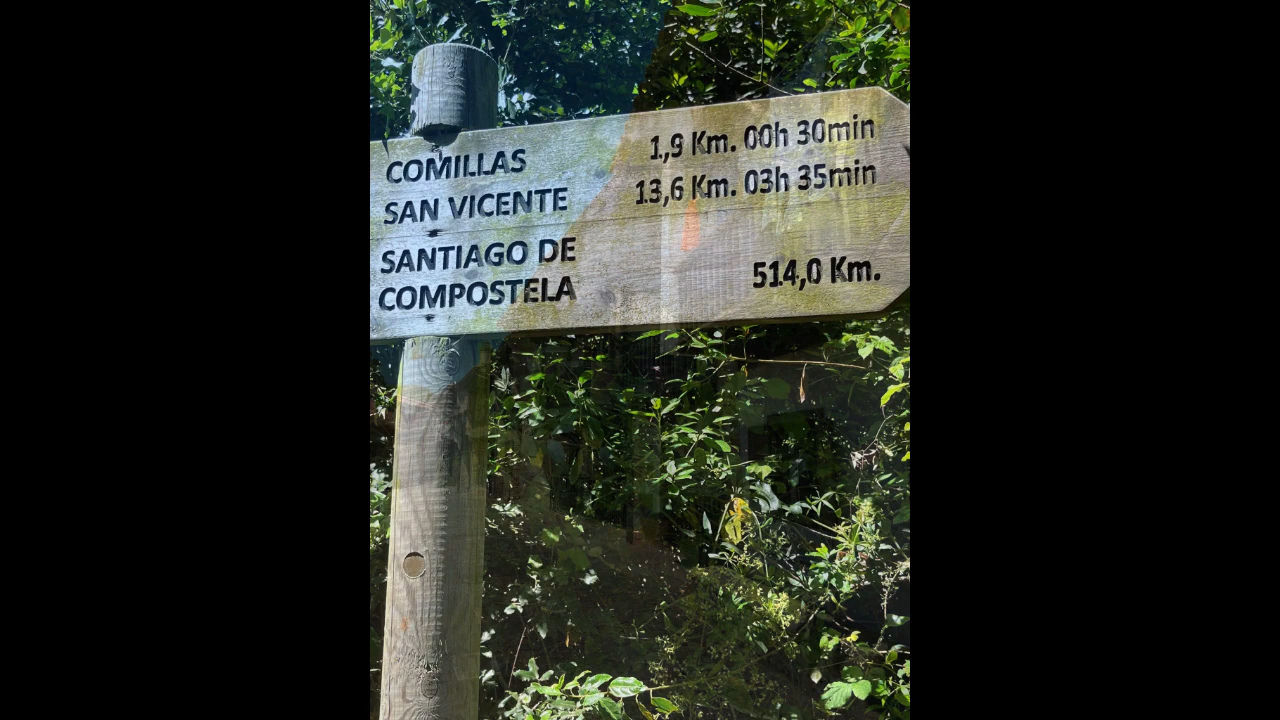 COMILLAS 1,9 Km. 00h 30min
SAN VICENTE 13,6 Km. 03h 35min
SANTIAGO DE
COMPOSTELA 514,0 Km.